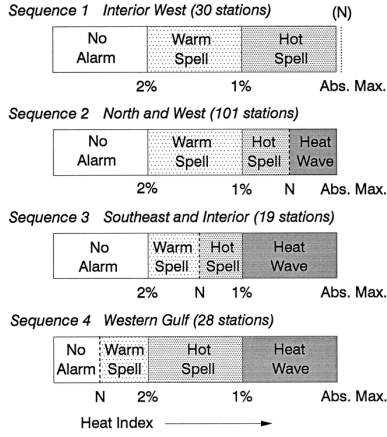 Sequence 1 Interior West (30 stations) (N)
No Alarm Warm Spell Hot Spell
2% 1% Abs. Max.
Sequence 2 North and West (101 stations)
No Alarm Warm Spell Hot Spell Heat Wave
2% 1% N Abs. Max.
Sequence 3 Southeast and Interior (19 stations)
No Alarm Warm Spell Hot Spell Heat Wave
2% N 1% Abs. Max.
Sequence 4 Western Gulf (28 stations)
No Alarm Warm Spell Hot Spell Heat Wave
N 2% 1% Abs. Max.
Heat Index